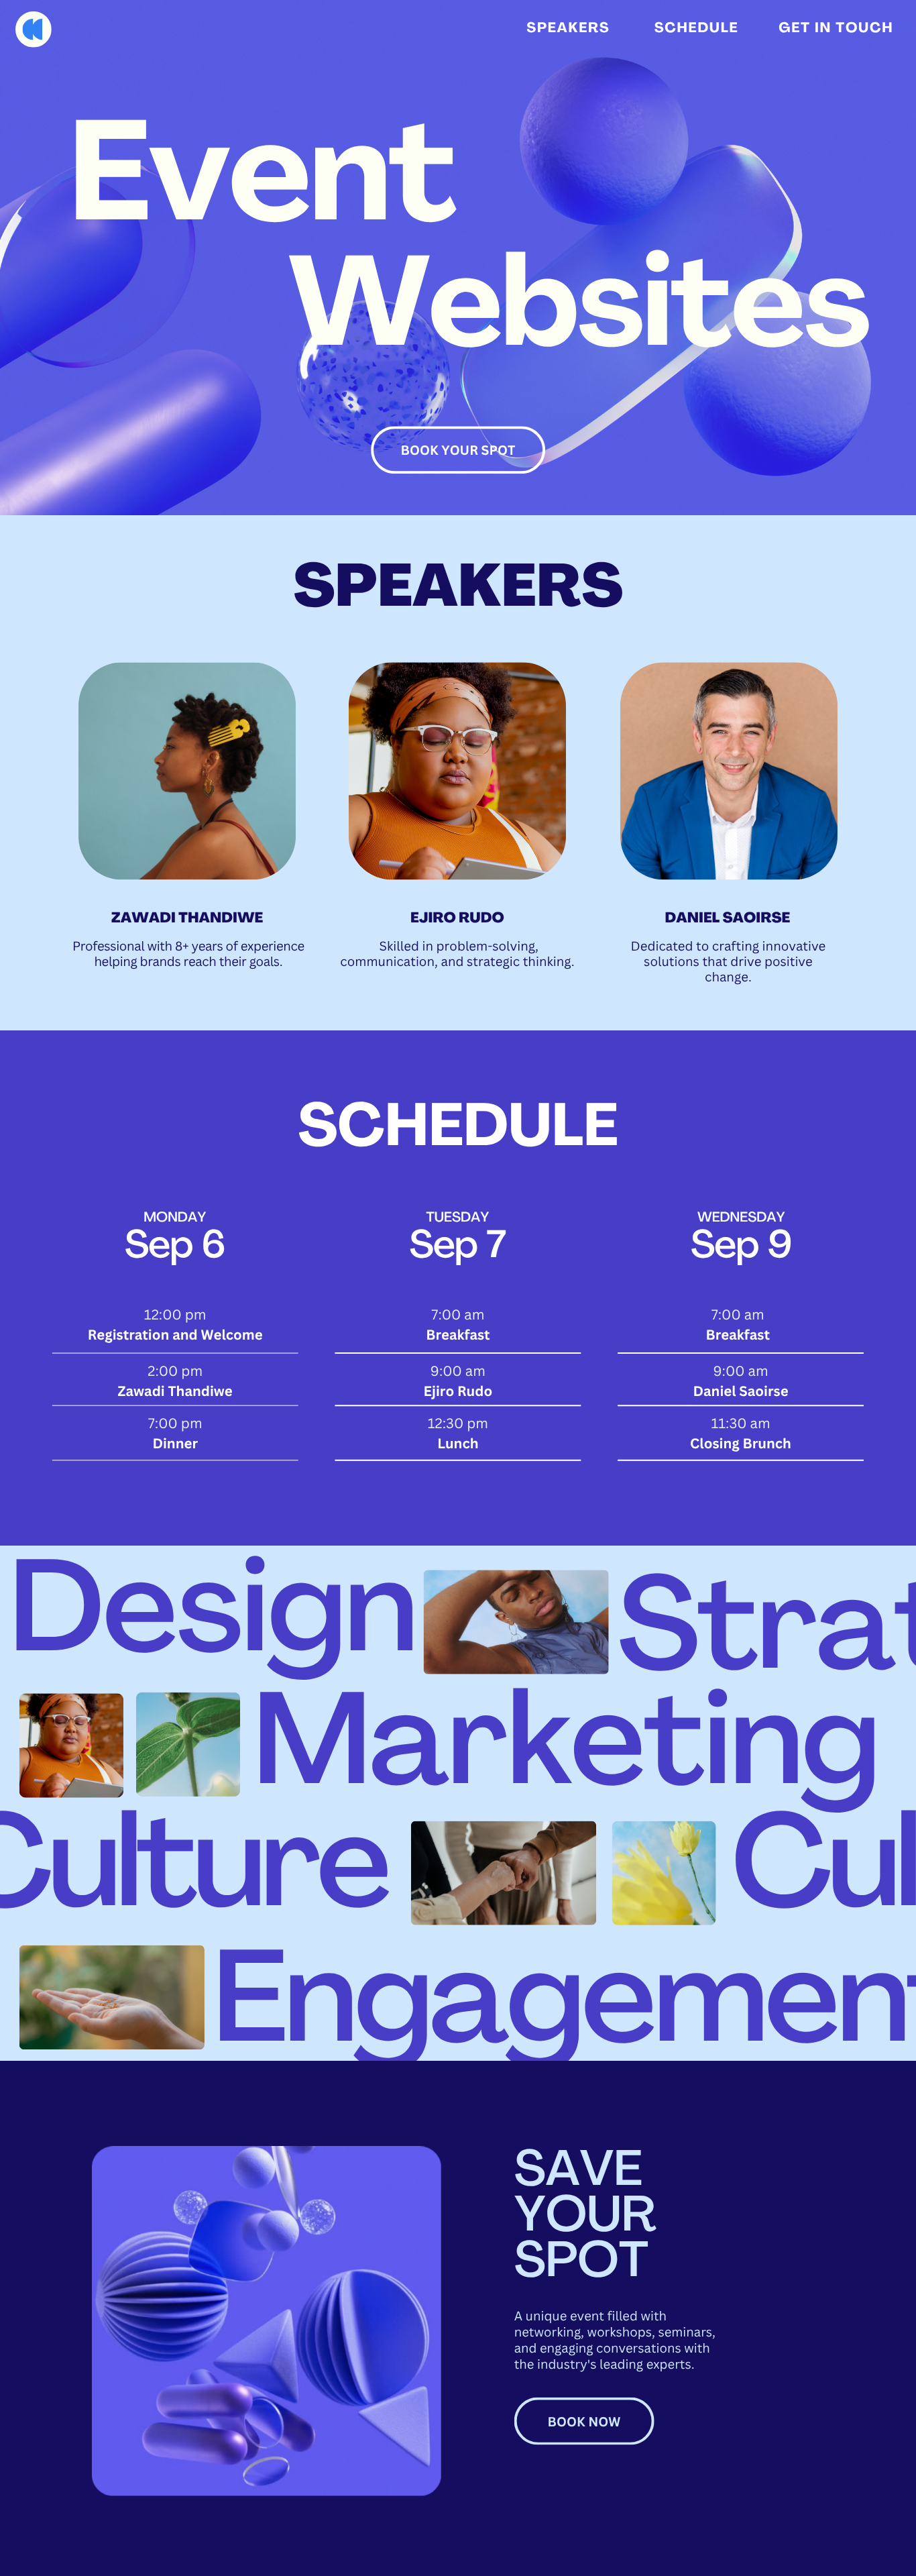 SPEAKERS SCHEDULE GET IN TOUCH
Event
Websites
BOOK YOUR SPOT
SPEAKERS
ZAWADI THANDIWE
Professional with 8+ years of experience
helping brands reach their goals.
EJIRO RUDO
Skilled in problem-solving,
communication, and strategic thinking.
DANIEL SAOIRSE
Dedicated to crafting innovative
solutions that drive positive
change.
SCHEDULE
MONDAY
Sep 6
12:00 pm
Registration and Welcome
2:00 pm
Zawadi Thandiwe
7:00 pm
Dinner
TUESDAY
Sep 7
7:00 am
Breakfast
9:00 am
Ejiro Rudo
12:30 pm
Lunch
WEDNESDAY
Sep 9
7:00 am
Breakfast
9:00 am
Daniel Saoirse
11:30 am
Closing Brunch
Design Strat
Marketing
Culture Cul
Engagement
SAVE
YOUR
SPOT
A unique event filled with
networking, workshops, seminars,
and engaging conversations with
the industry's leading experts.
BOOK NOW